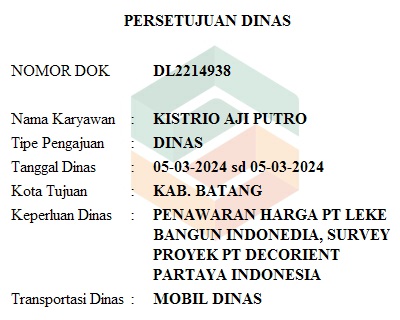 PERSETUJUAN DINAS
NOMOR DOK DL2214938
Nama Karyawan : KISTRIO AJI PUTRO
Tipe Pengajuan : DINAS
Tanggal Dinas : 05-03-2024 sd 05-03-2024
Kota Tujuan : KAB. BATANG
Keperluan Dinas : PENAWARAN HARGA PT LEKE
BANGUN INDONEDIA, SURVEY
PROYEK PT DECORIENT
PARTAYA INDONESIA
Transportasi Dinas : MOBIL DINAS